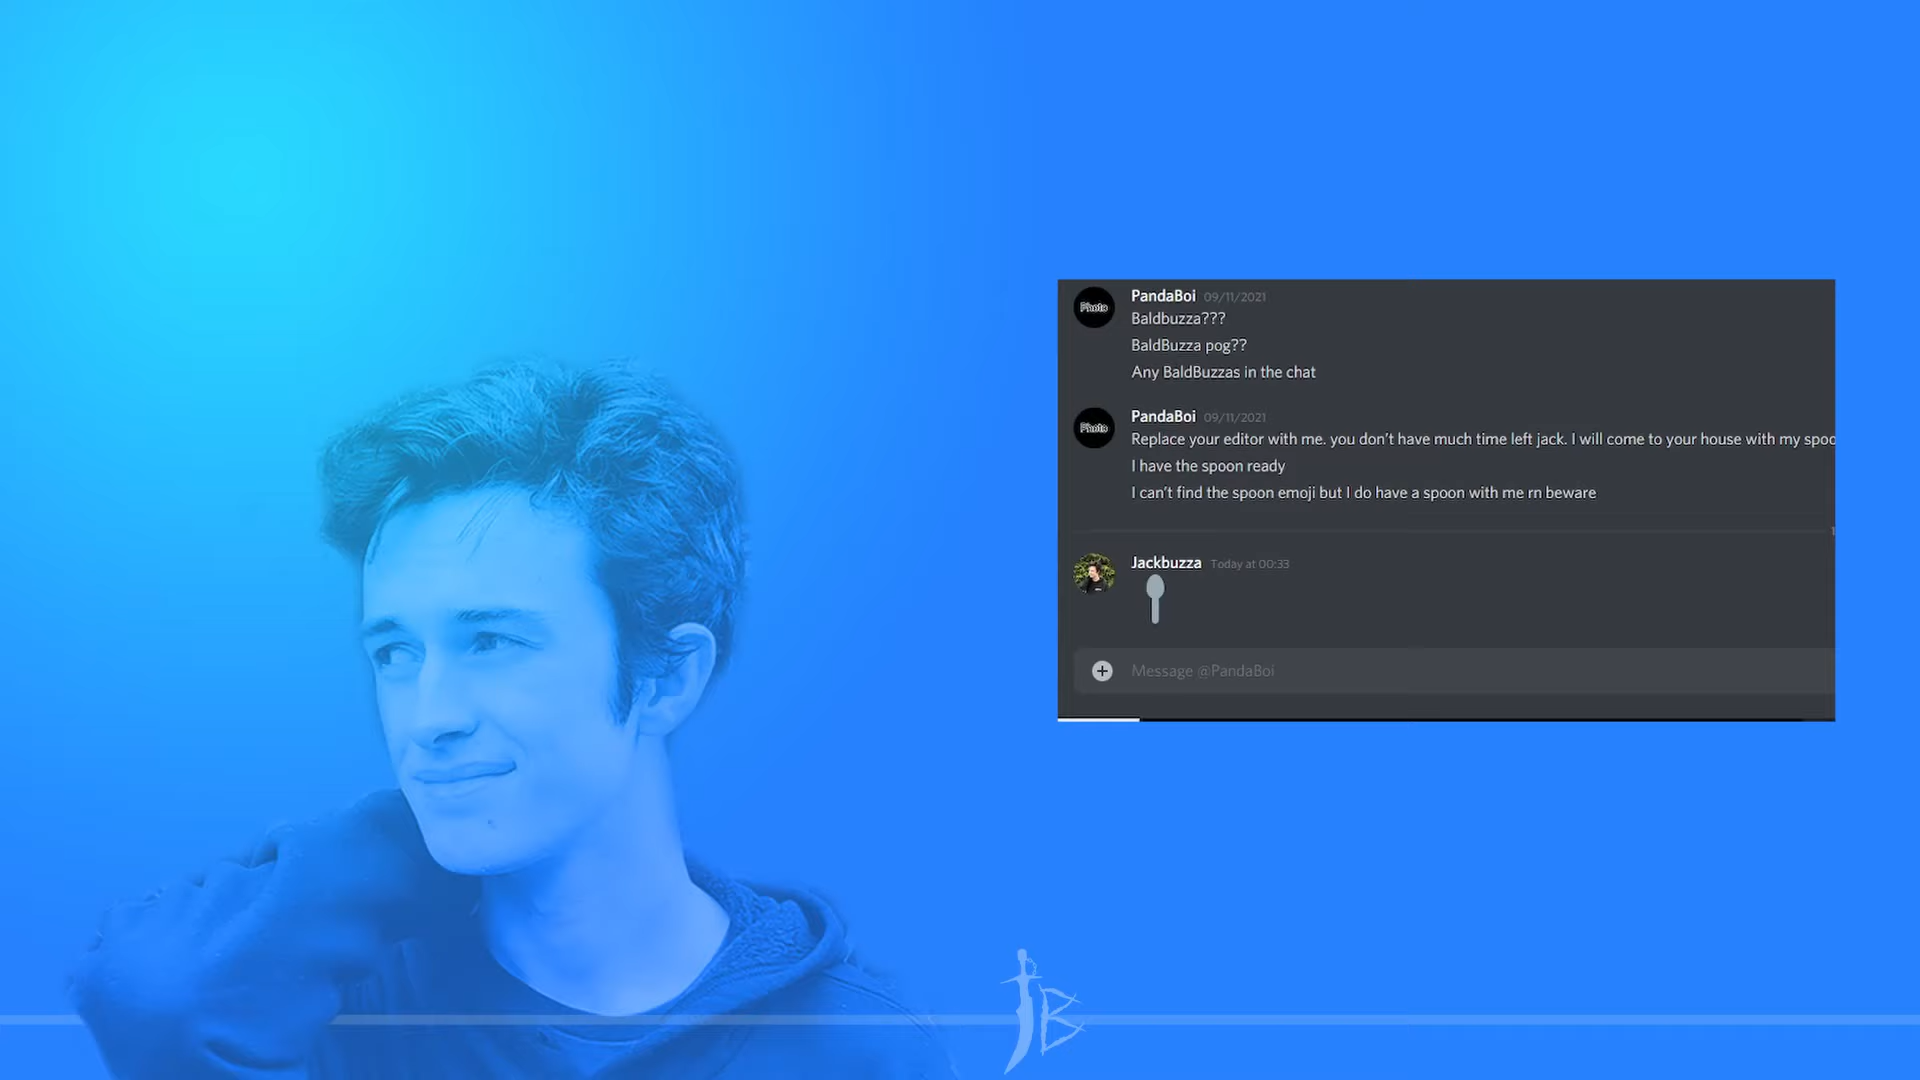 PandaBoi 09/11/2021
Photo
Baldbuzza???
BaldBuzza pog??
Any BaldBuzzas in the chat
PandaBoi 09/11/2021
Photo
Replace your editor with me. you don't have much time left jack. I will come to your house with my spoo
I have the spoon ready
I can't find the spoon emoji but I do have a spoon with me rn beware
Jackbuzza Today at 00:33
Message @PandaBoi
JB